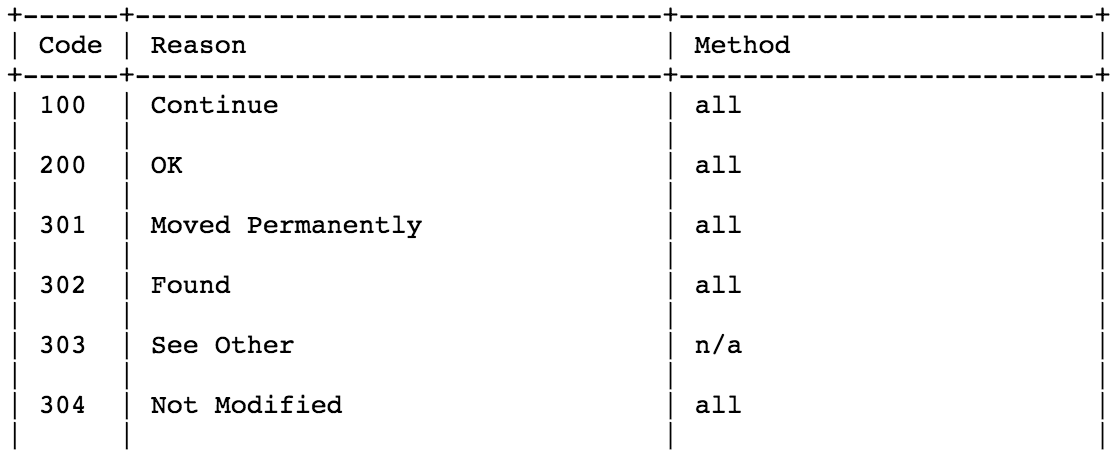 +------+---------------------------------+--------------------------+
| Code | Reason                          | Method                   |
+------+---------------------------------+--------------------------+
| 100  | Continue                        | all                      |
|      |                                 |                          |
| 200  | OK                              | all                      |
|      |                                 |                          |
| 301  | Moved Permanently               | all                      |
|      |                                 |                          |
| 302  | Found                           | all                      |
|      |                                 |                          |
| 303  | See Other                       | n/a                      |
|      |                                 |                          |
| 304  | Not Modified                    | all                      |
|      |                                 |                          |